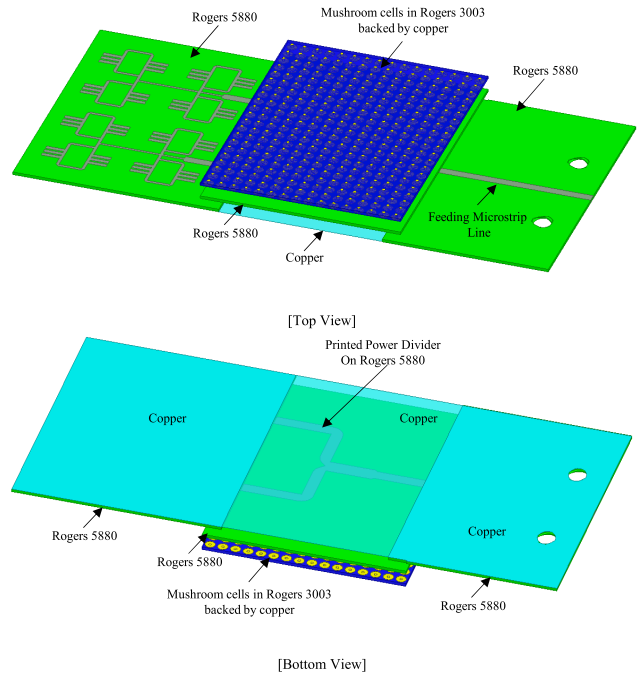 Mushroom cells in Rogers 3003
backed by copper
Rogers 5880
Rogers 5880
Feeding Microstrip
Line
Rogers 5880
Copper
[Top View]
Printed Power Divider
On Rogers 5880
Copper
Copper
Copper
Rogers 5880
Rogers 5880
Mushroom cells in Rogers 3003
backed by copper
Rogers 5880
[Bottom View]